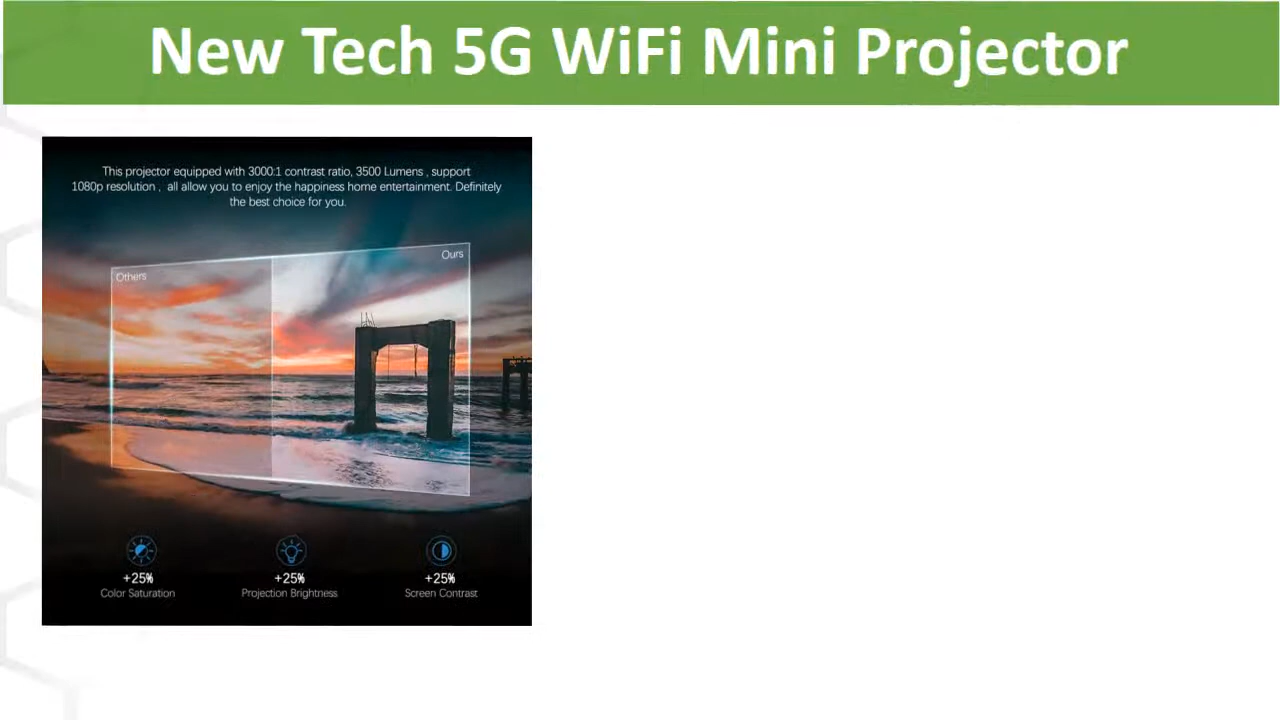 New Tech 5G WiFi Mini Projector
This projector equipped with 3000:1 contrast ratio, 3500 Lumens , support
1080p resolution , all allow you to enjoy the happiness home entertainment. Definitely
the best choice for you.
Ours
Others
+25% +25% +25%
Color Saturation Projection Brightness Screen Contrast